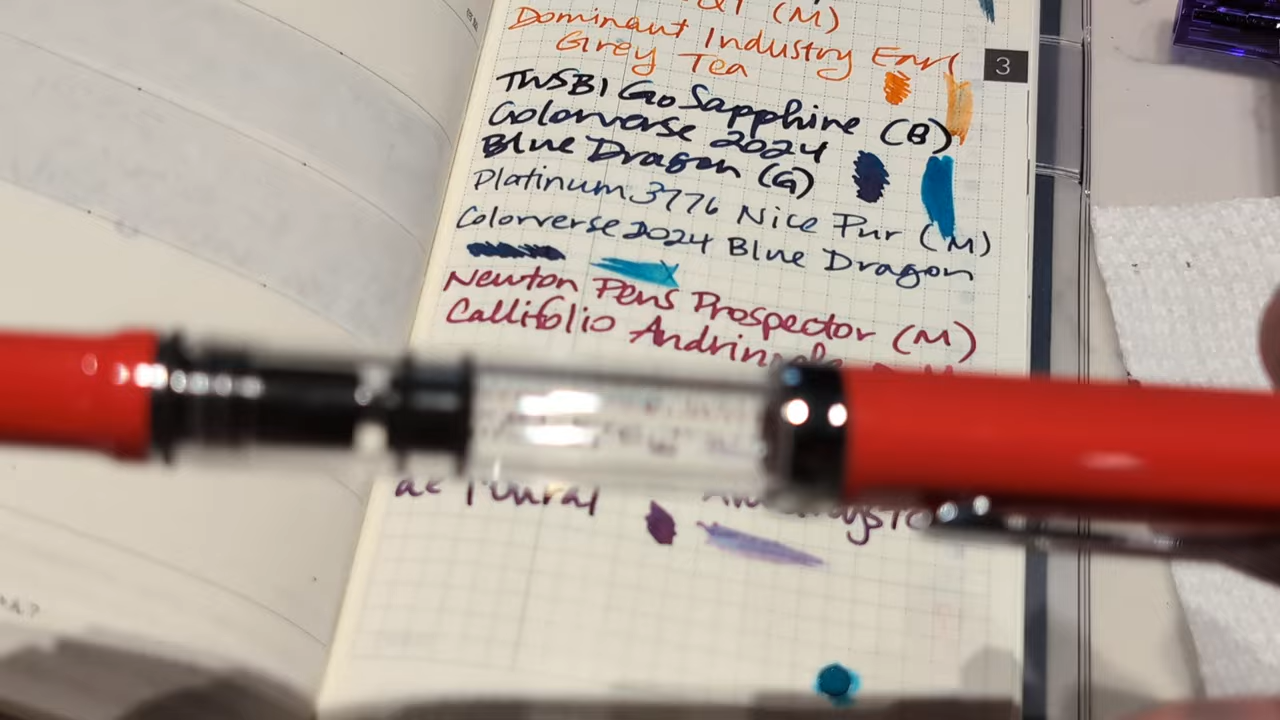 (M)
Dominant Industry Earl
Grey Tea
3
TWSBI Go Sapphire (B)
Colorverse 2024
Blue Dragon (G)
Platinum 3776 Nice Pur (M)
Colorverse 2024 Blue Dragon
Newton Pens Prospector (M)
Callifolio Andrinople